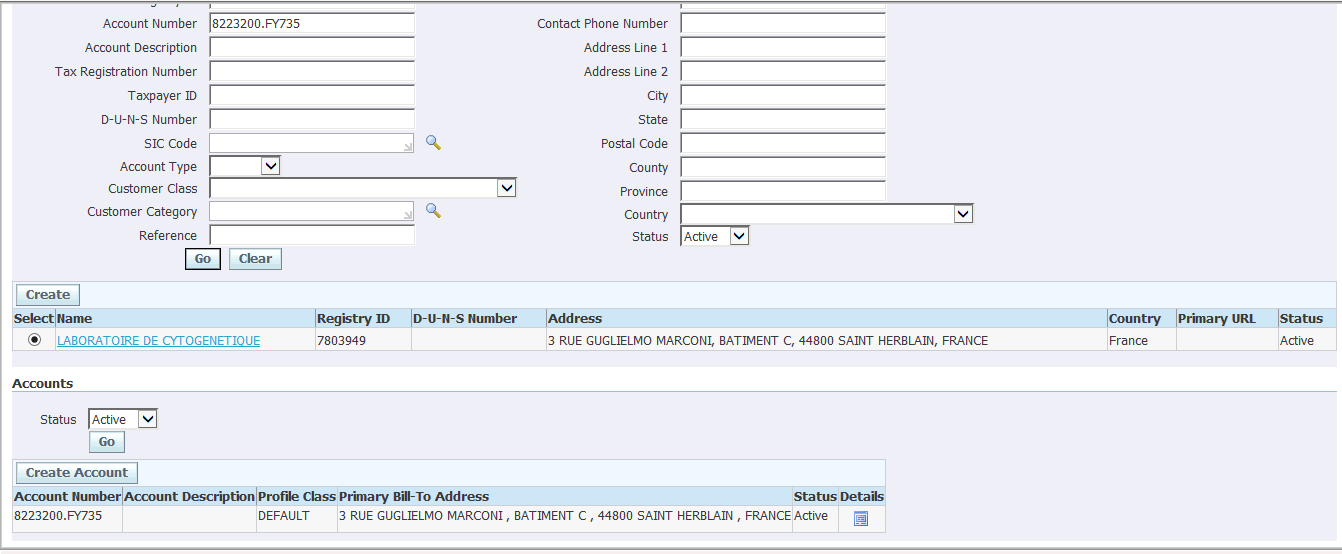 Account Number 8223200.FY735 Contact Phone Number
Account Description Address Line 1
Tax Registration Number Address Line 2
Taxpayer ID City
D-U-N-S Number State
SIC Code Postal Code
Account Type County
Customer Class Province
Customer Category Country
Reference Status Active
Go Clear
Create
Select Name Registry ID D-U-N-S Number Address Country Primary URL Status
LABORATOIRE DE CYTOGENETIQUE 7803949 3 RUE GUGLIELMO MARCONI, BATIMENT C, 44800 SAINT HERBLAIN, FRANCE France Active
Accounts
Status Active
Go
Create Account
Account Number Account Description Profile Class Primary Bill-To Address Status Details
8223200.FY735 DEFAULT 3 RUE GUGLIELMO MARCONI , BATIMENT C , 44800 SAINT HERBLAIN , FRANCE Active